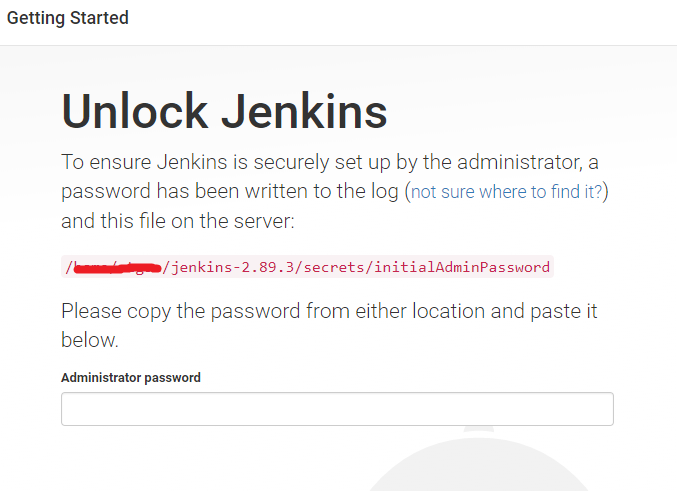 Getting Started
Unlock Jenkins
To ensure Jenkins is securely set up by the administrator, a
password has been written to the log (not sure where to find it?)
and this file on the server:
/jenkins-2.89.3/secrets/initialAdminPassword
Please copy the password from either location and paste it
below.
Administrator password